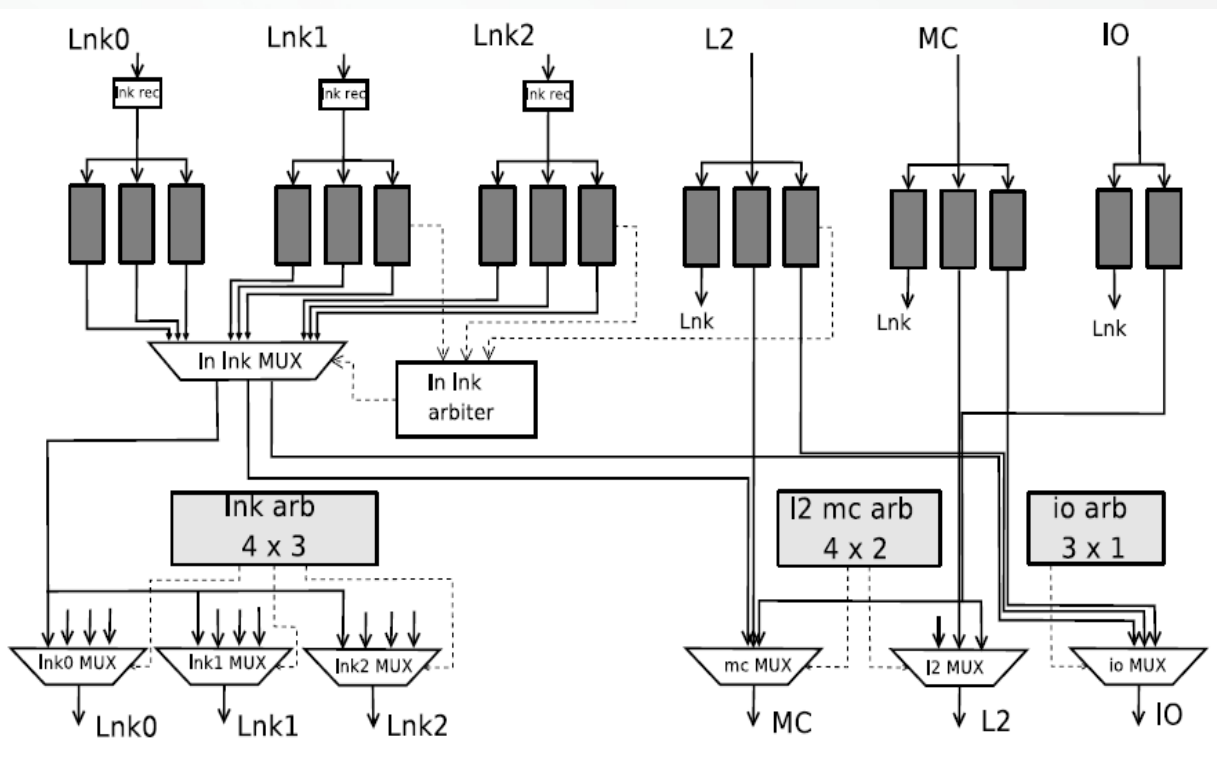 Lnk0
Lnk1
Lnk2
L2
MC
IO
lnk rec
lnk rec
lnk rec
Lnk
Lnk
Lnk
In lnk MUX
In lnk
arbiter
lnk arb
4 x 3
l2 mc arb
4 x 2
io arb
3 x 1
lnk0 MUX
lnk1 MUX
lnk2 MUX
mc MUX
l2 MUX
io MUX
Lnk0
Lnk1
Lnk2
MC
L2
IO